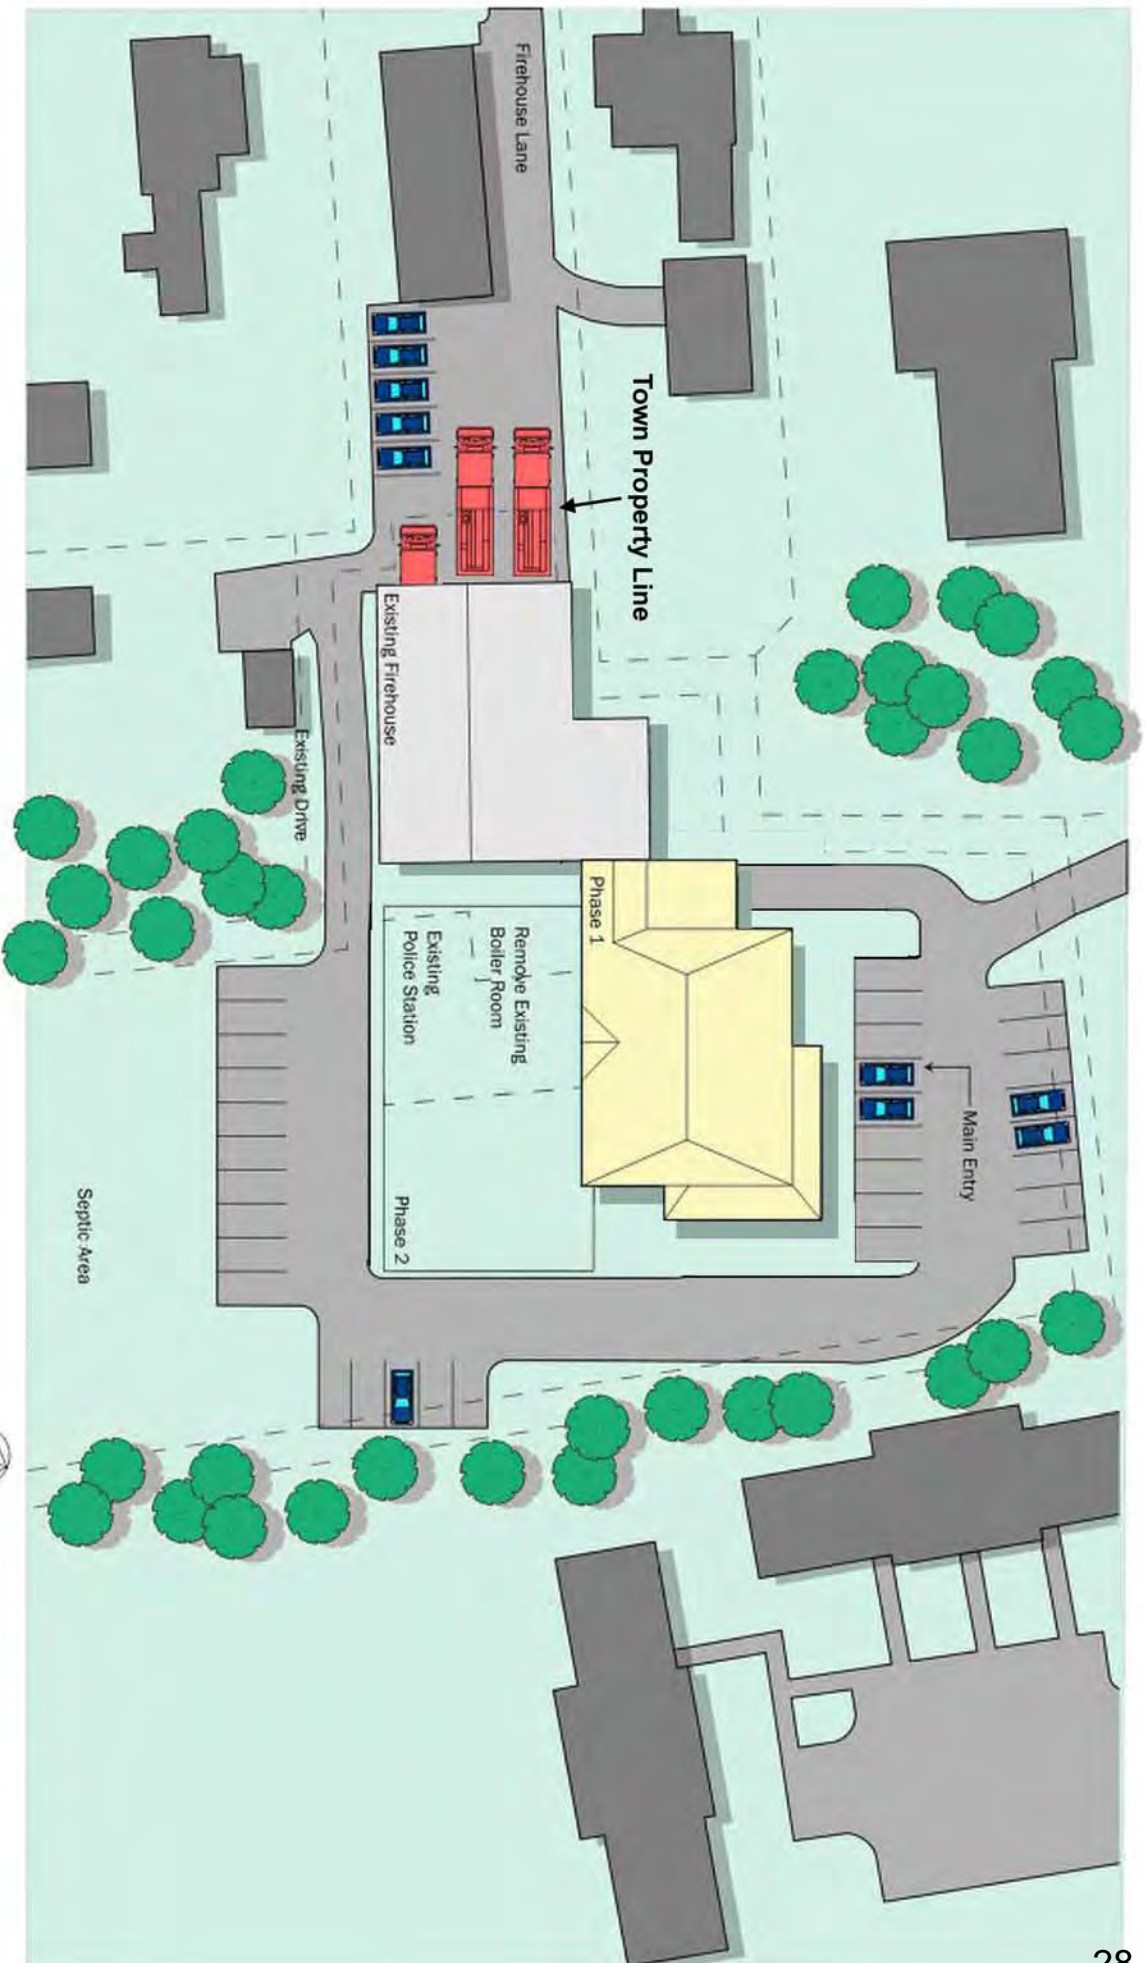 Firehouse Lane
Town Property Line
Existing Firehouse
Existing Drive
Phase 1
Remove Existing
Boiler Room
Existing
Police Station
Main Entry
Phase 2
Septic Area
28